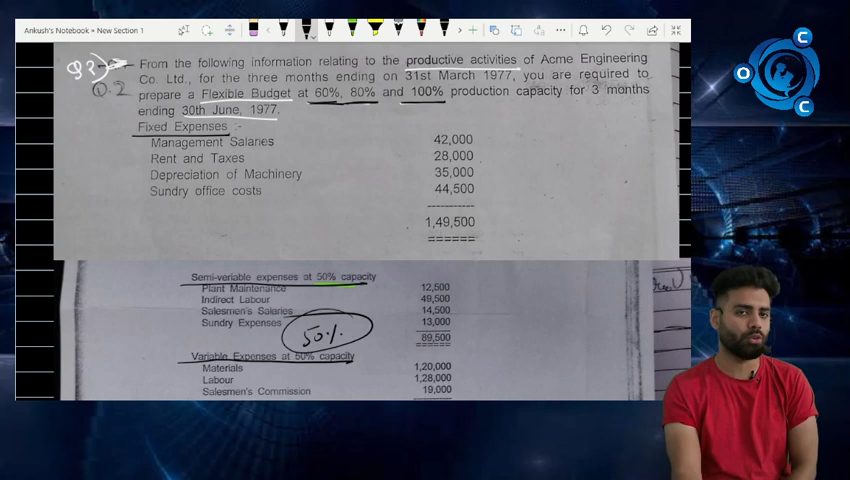 Ankush's Notebook > New Section 1
C
O
C
Q2
Q.2
From the following information relating to the productive activities of Acme Engineering
Co. Ltd., for the three months ending on 31st March 1977, you are required to
prepare a Flexible Budget at 60%, 80% and 100% production capacity for 3 months
ending 30th June, 1977.
Fixed Expenses :-
Management Salaries 42,000
Rent and Taxes 28,000
Depreciation of Machinery 35,000
Sundry office costs 44,500
1,49,500
Semi-veriable expenses at 50% capacity
Plant Maintenance 12,500
Indirect Labour 49,500
Salesmen's Salaries 14,500
Sundry Expenses 13,000
50%
89,500
Variable Expenses at 50% capacity
Materials 1,20,000
Labour 1,28,000
Salesmen's Commission 19,000